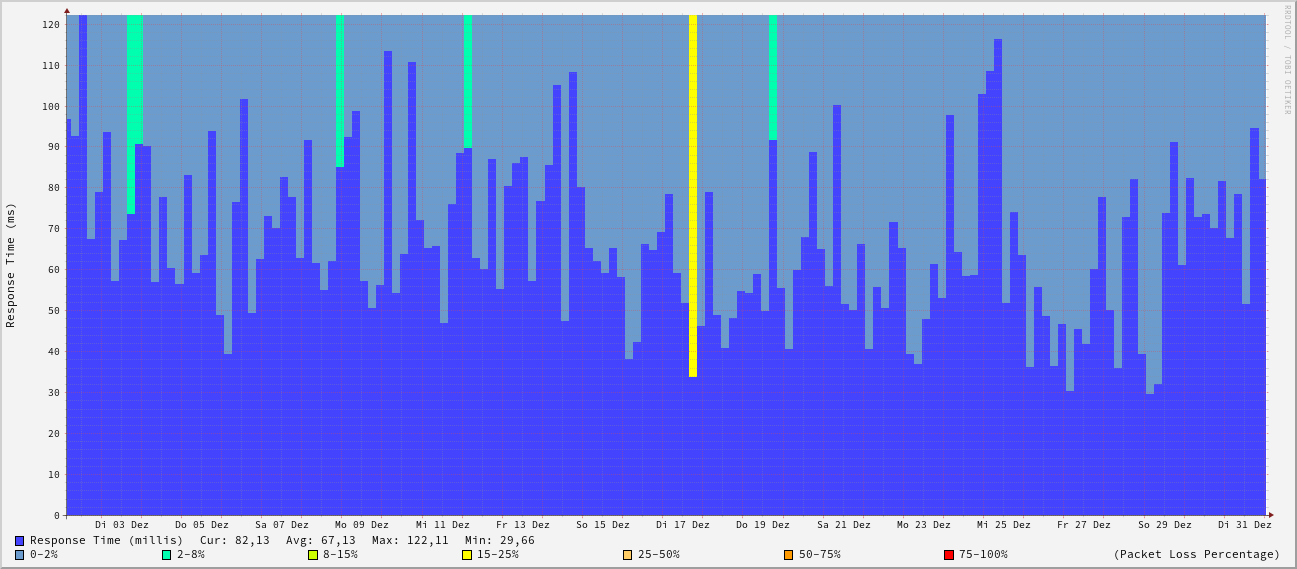 RRDTOOL / TOBI OETIKER
Response Time (ms)
120
110
100
90
80
70
60
50
40
30
20
10
0
Di 03 Dez Do 05 Dez Sa 07 Dez Mo 09 Dez Mi 11 Dez Fr 13 Dez So 15 Dez Di 17 Dez Do 19 Dez Sa 21 Dez Mo 23 Dez Mi 25 Dez Fr 27 Dez So 29 Dez Di 31 Dez
Response Time (millis) Cur: 82,13 Avg: 67,13 Max: 122,11 Min: 29,66
0-2% 2-8% 8-15% 15-25% 25-50% 50-75% 75-100% (Packet Loss Percentage)